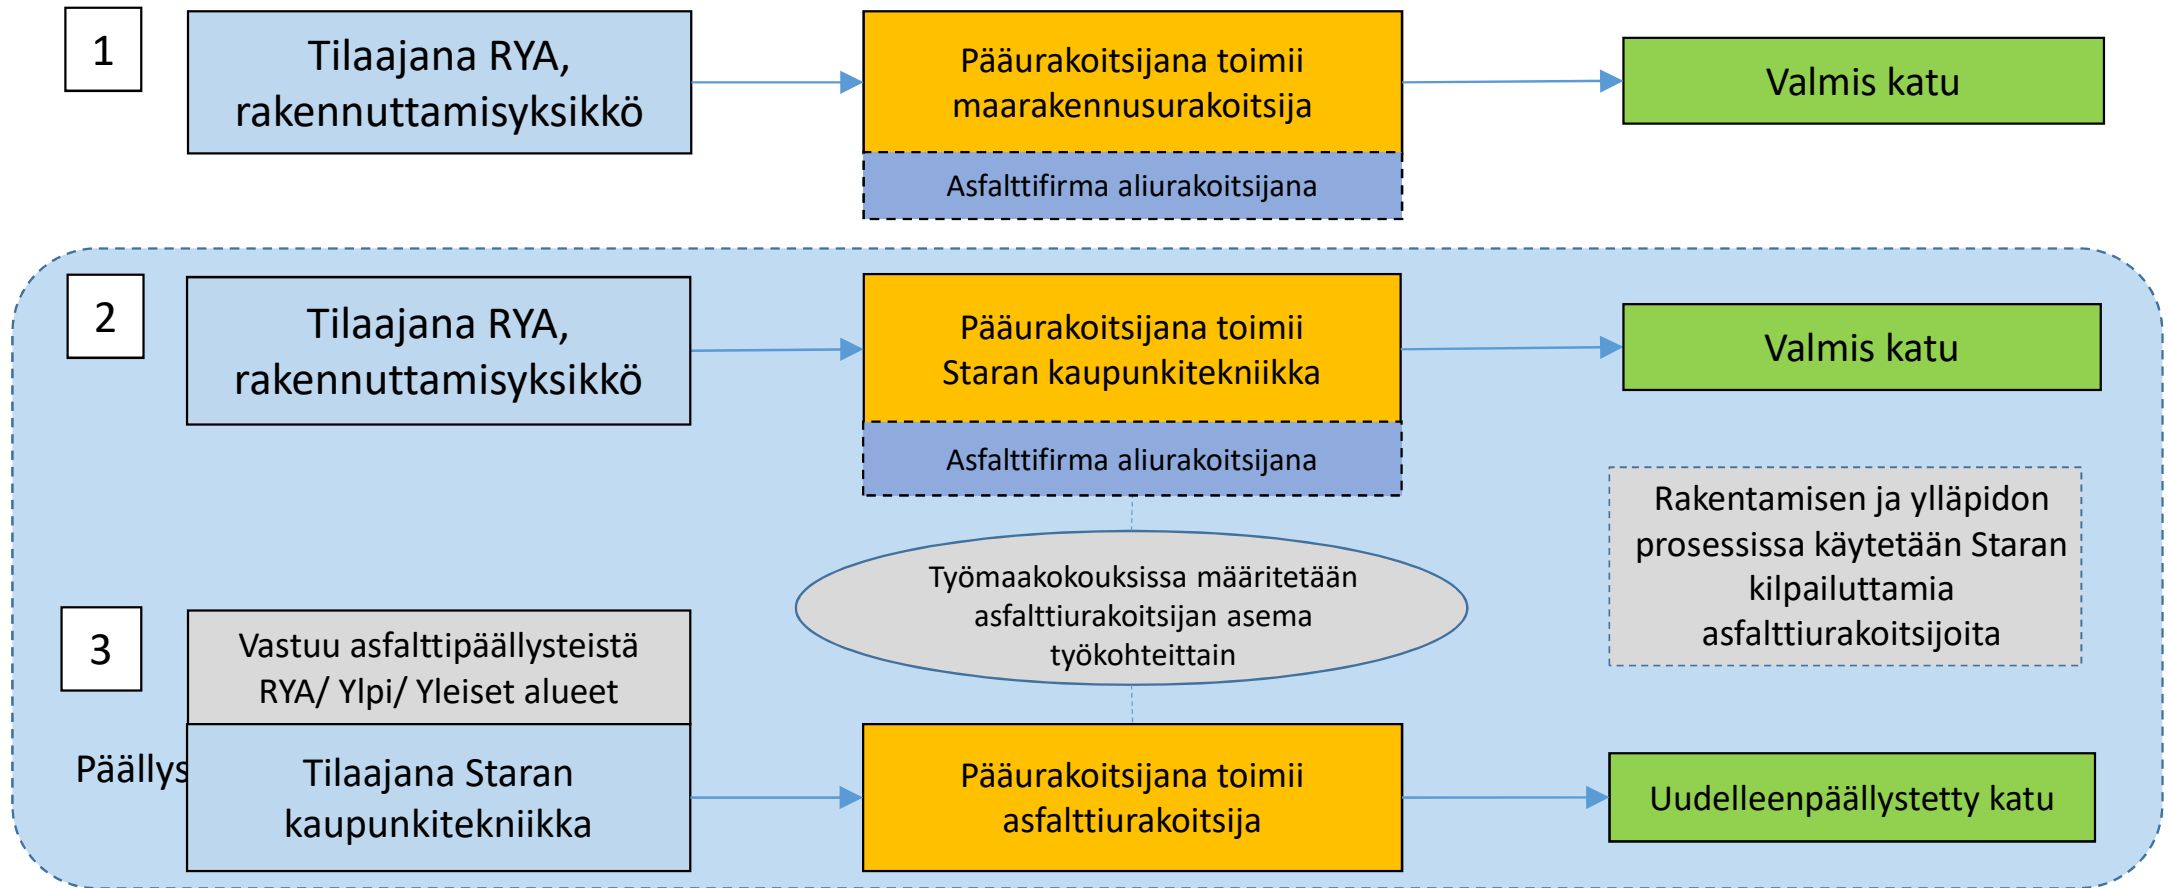 1
Tilaajana RYA,
rakennuttamisyksikkö
Pääurakoitsijana toimii
maarakennusurakoitsija
Asfalttifirma aliurakoitsijana
Valmis katu
2
Tilaajana RYA,
rakennuttamisyksikkö
Pääurakoitsijana toimii
Staran kaupunkitekniikka
Asfalttifirma aliurakoitsijana
Valmis katu
Rakentamisen ja ylläpidon
prosessissa käytetään Staran
kilpailuttamia
asfalttiurakoitsijoita
Työmaakokouksissa määritetään
asfalttiurakoitsijan asema
työkohteittain
3
Vastuu asfalttipäällysteistä
RYA/ Ylpi/ Yleiset alueet
Päällys
Tilaajana Staran
kaupunkitekniikka
Pääurakoitsijana toimii
asfalttiurakoitsija
Uudelleenpäällystetty katu